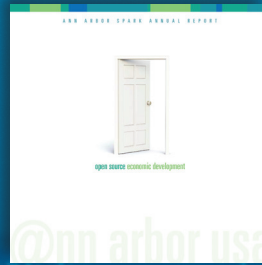 ANN ARBOR SPARK ANNUAL REPORT
open source economic development
@nn arbor usa